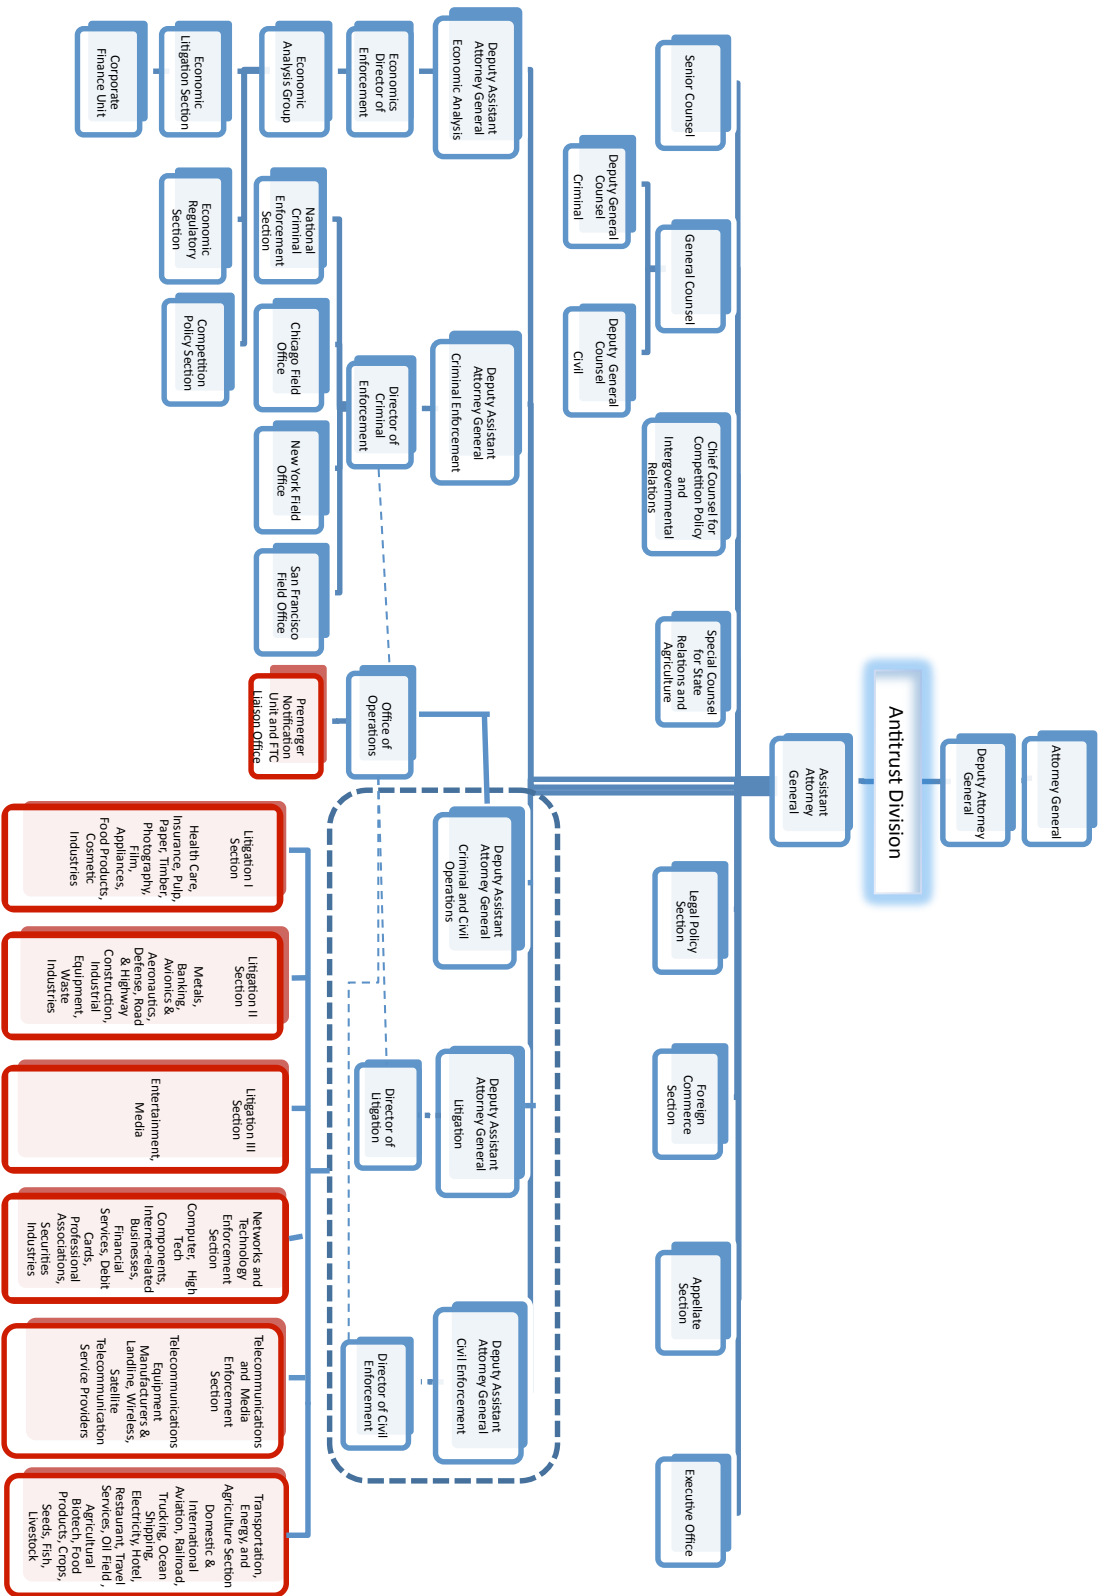 Attorney General
Deputy Attorney
General
Antitrust Division
Assistant
Attorney
General
Senior Counsel
General Counsel
Deputy General
Counsel
Criminal
Deputy General
Counsel
Civil
Chief Counsel for
Competition Policy
and
Intergovernmental
Relations
Special Counsel
for State
Relations and
Agriculture
Legal Policy
Section
Foreign
Commerce
Section
Appellate
Section
Executive Office
Deputy Assistant
Attorney General
Economic Analysis
Economics
Director of
Enforcement
Economic
Analysis Group
Economic
Litigation Section
Corporate
Finance Unit
Economic
Regulatory
Section
Competition
Policy Section
Deputy Assistant
Attorney General
Criminal Enforcement
Director of
Criminal
Enforcement
National
Criminal
Enforcement
Section
Chicago Field
Office
New York Field
Office
San Francisco
Field Office
Deputy Assistant
Attorney General
Criminal and Civil
Operations
Office of
Operations
Premerger
Notification
Unit and FTC
Liaison Office
Deputy Assistant
Attorney General
Litigation
Director of
Litigation
Deputy Assistant
Attorney General
Civil Enforcement
Director of Civil
Enforcement
Litigation I
Section
Health Care,
Insurance, Pulp,
Paper, Timber,
Photography,
Film,
Appliances,
Food Products,
Cosmetic
Industries
Litigation II
Section
Metals,
Banking,
Avionics &
Aeronautics,
Defense, Road
& Highway
Construction,
Industrial
Equipment,
Waste
Industries
Litigation III
Section
Entertainment,
Media
Networks and
Technology
Enforcement
Section
Computer, High
Tech
Components,
Internet-related
Businesses,
Financial
Services, Debit
Cards,
Professional
Associations,
Securities
Industries
Telecommunications
and Media
Enforcement
Section
Telecommunications
Equipment
Manufacturers &
Landline, Wireless,
Satellite
Telecommunication
Service Providers
Transportation,
Energy, and
Agriculture Section
Domestic &
International
Aviation, Railroad,
Trucking, Ocean
Shipping,
Electricity, Hotel,
Restaurant, Travel
Services, Oil Field ,
Agricultural
Biotech, Food
Products, Crops,
Seeds, Fish,
Livestock